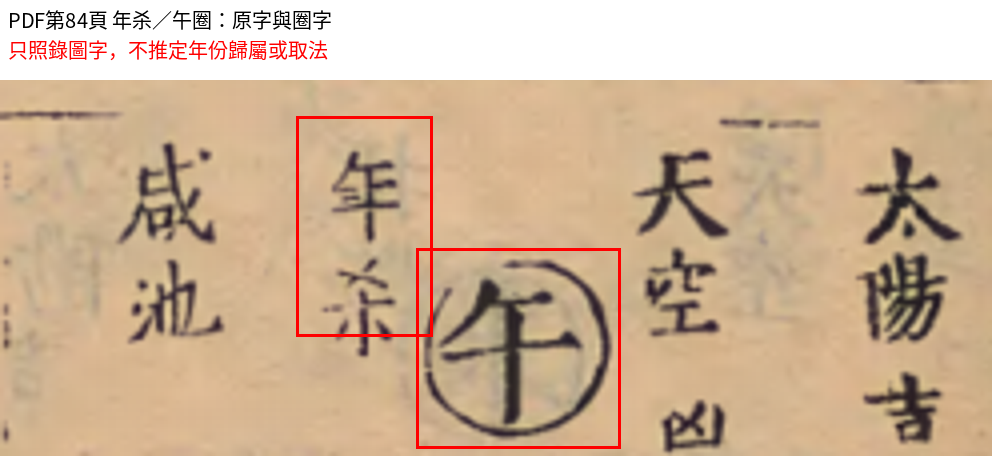 PDF第84頁 年杀／午圈：原字與圈字
只照錄圖字，不推定年份歸屬或取法
太陽吉
天空凶
午
年杀
咸池